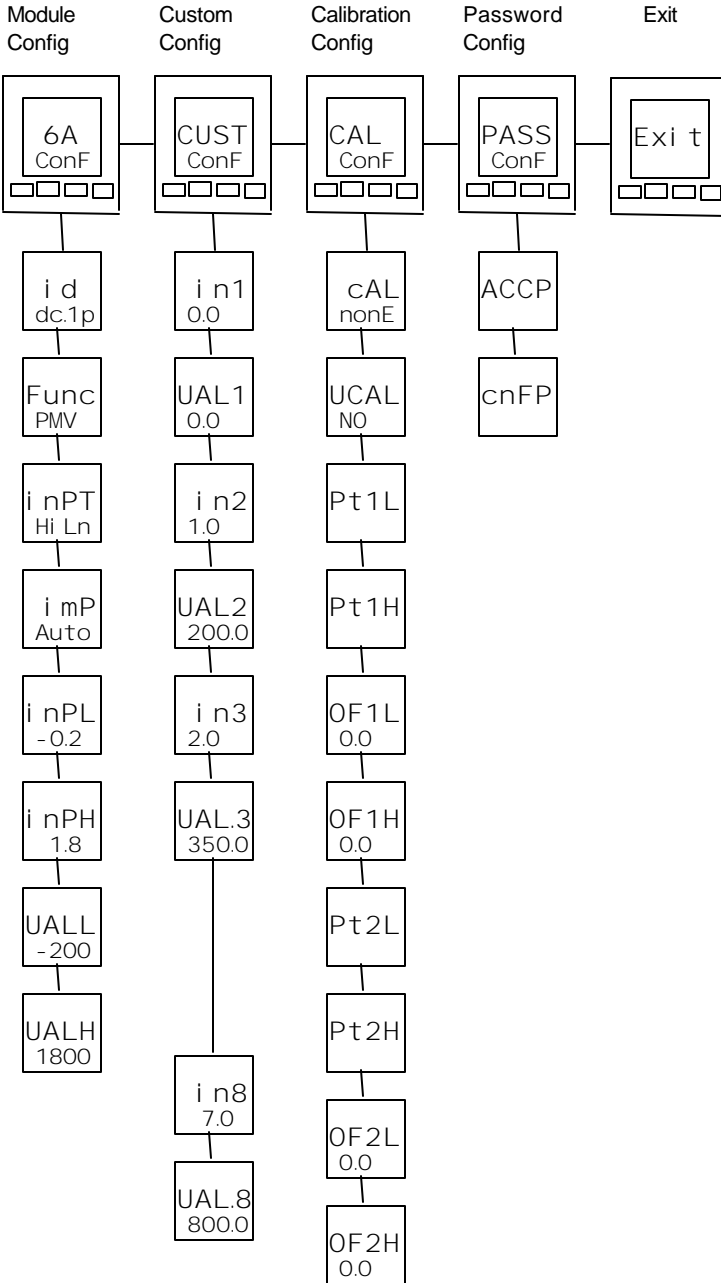 Module Config
Custom Config
Calibration Config
Password Config
Exit
6A
ConF
CUST
ConF
CAL
ConF
PASS
ConF
Exit
id
dc.1p
Func
PMV
inPT
HiLn
imP
Auto
inPL
-0.2
inPH
1.8
UALL
-200
UALH
1800
in1
0.0
UAL1
0.0
in2
1.0
UAL2
200.0
in3
2.0
UAL.3
350.0
in8
7.0
UAL.8
800.0
cAL
nonE
UCAL
NO
Pt1L
Pt1H
OF1L
0.0
OF1H
0.0
Pt2L
Pt2H
OF2L
0.0
OF2H
0.0
ACCP
cnFP